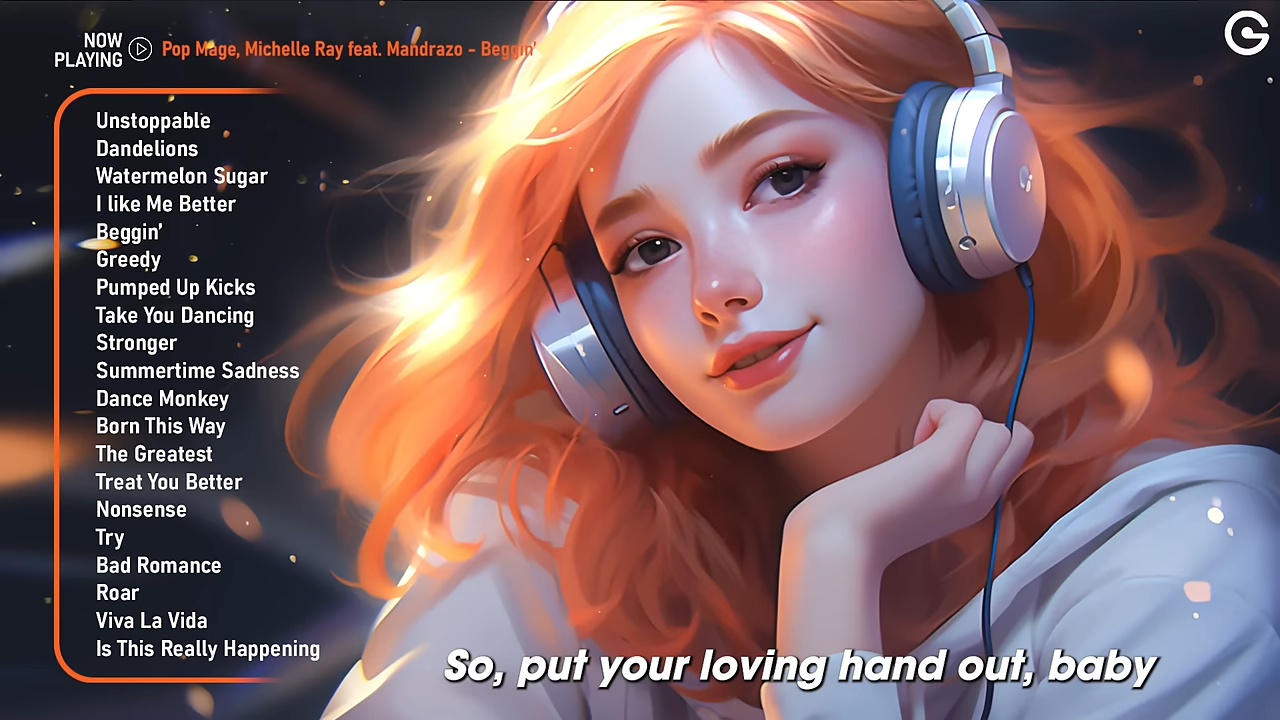 NOW
PLAYING
Pop Mage, Michelle Ray feat. Mandrazo - Beggin'
Unstoppable
Dandelions
Watermelon Sugar
I like Me Better
Beggin’
Greedy
Pumped Up Kicks
Take You Dancing
Stronger
Summertime Sadness
Dance Monkey
Born This Way
The Greatest
Treat You Better
Nonsense
Try
Bad Romance
Roar
Viva La Vida
Is This Really Happening
So, put your loving hand out, baby
G